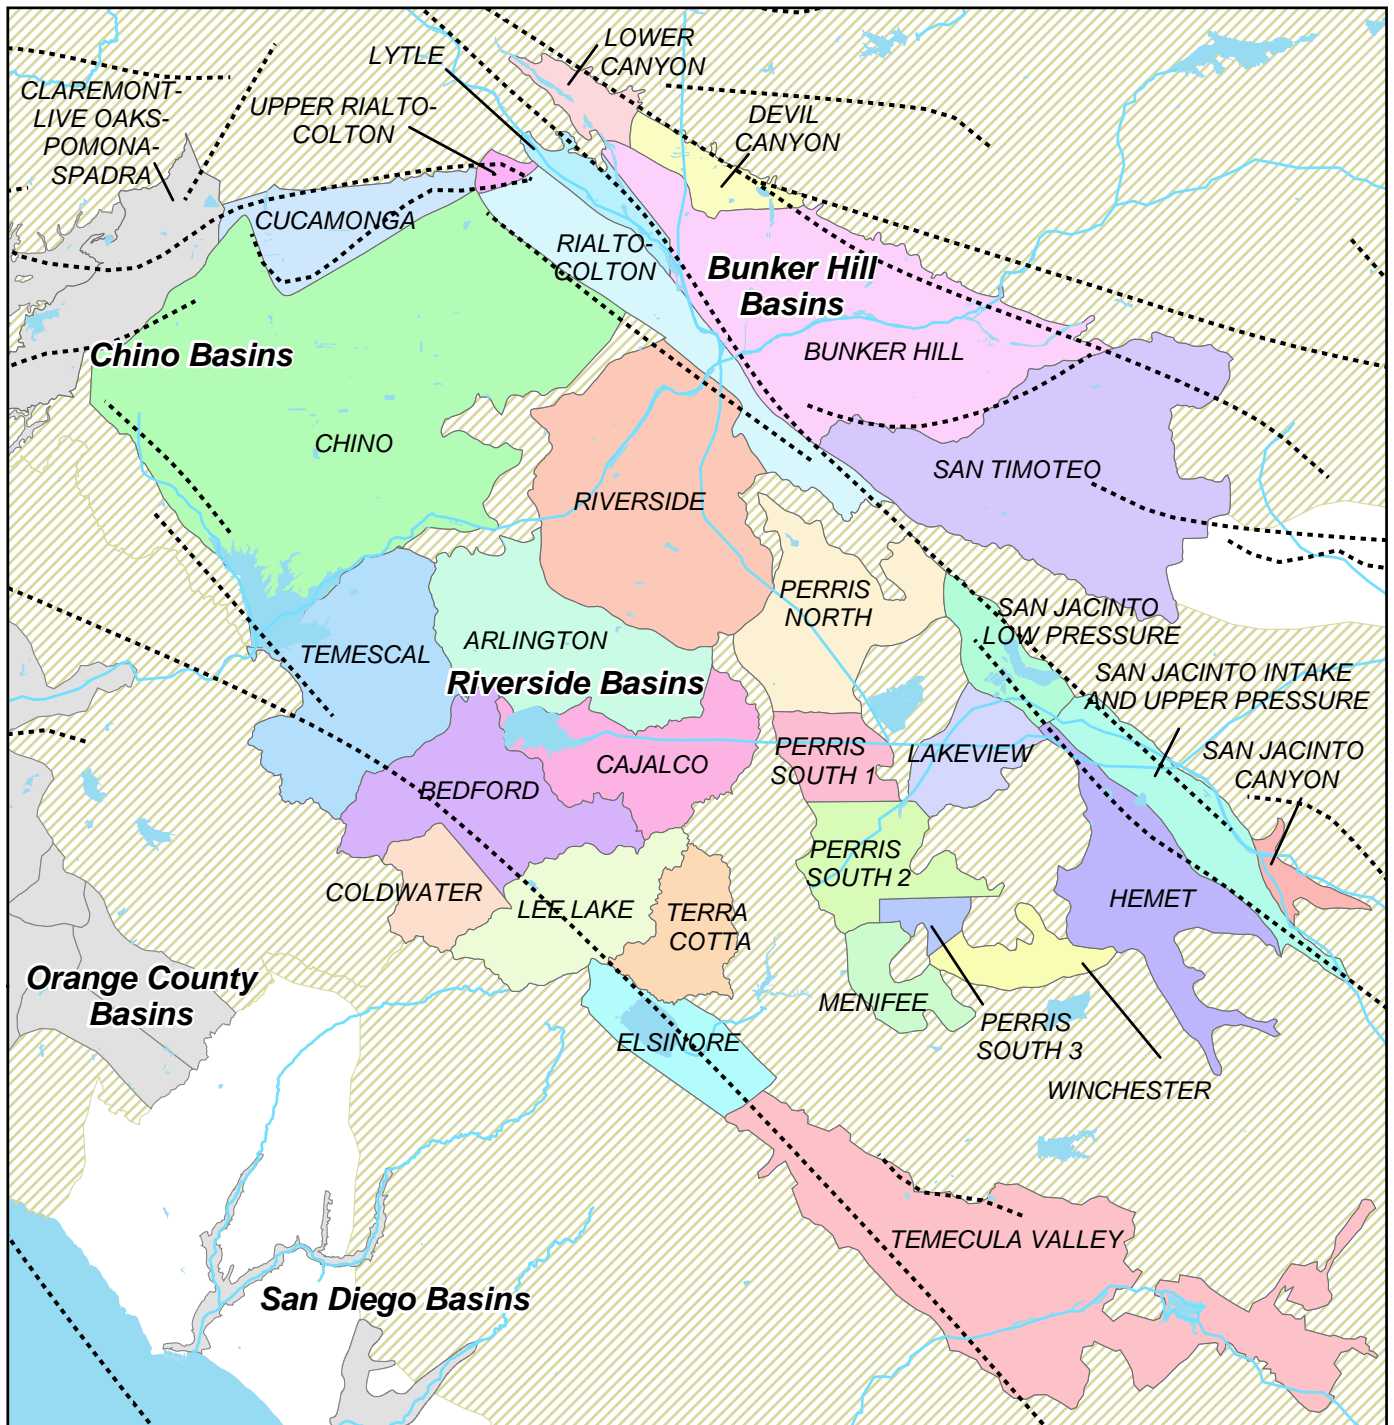 LOWER
CANYON
LYTLE
CLAREMONT-
LIVE OAKS-
POMONA-
SPADRA
UPPER RIALTO-
COLTON
DEVIL
CANYON
CUCAMONGA
RIALTO-
COLTON
Bunker Hill
Basins
BUNKER HILL
Chino Basins
CHINO
SAN TIMOTEO
RIVERSIDE
PERRIS
NORTH
SAN JACINTO
LOW PRESSURE
ARLINGTON
TEMESCAL
SAN JACINTO INTAKE
AND UPPER PRESSURE
Riverside Basins
PERRIS
SOUTH 1
LAKEVIEW
SAN JACINTO
CANYON
CAJALCO
BEDFORD
PERRIS
SOUTH 2
COLDWATER
LEE LAKE
TERRA
COTTA
HEMET
Orange County
Basins
MENIFEE
PERRIS
SOUTH 3
ELSINORE
WINCHESTER
TEMECULA VALLEY
San Diego Basins